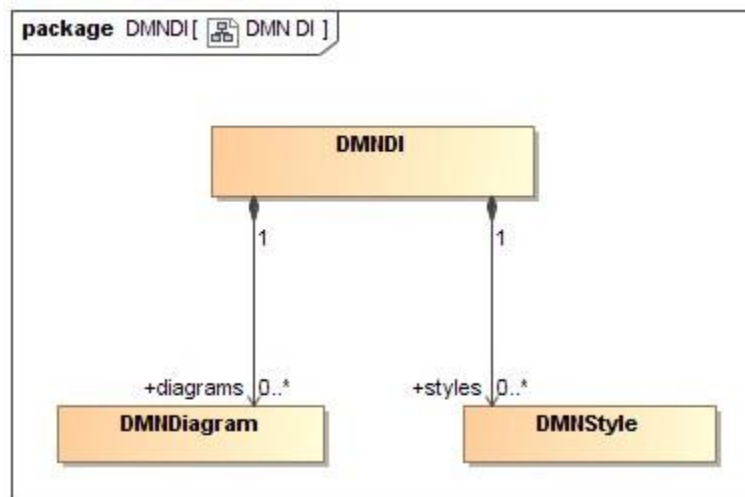 package DMNDI[ DMN DI ]
DMNDI
1 1
+diagrams 0..* +styles 0..*
DMNDiagram DMNStyle